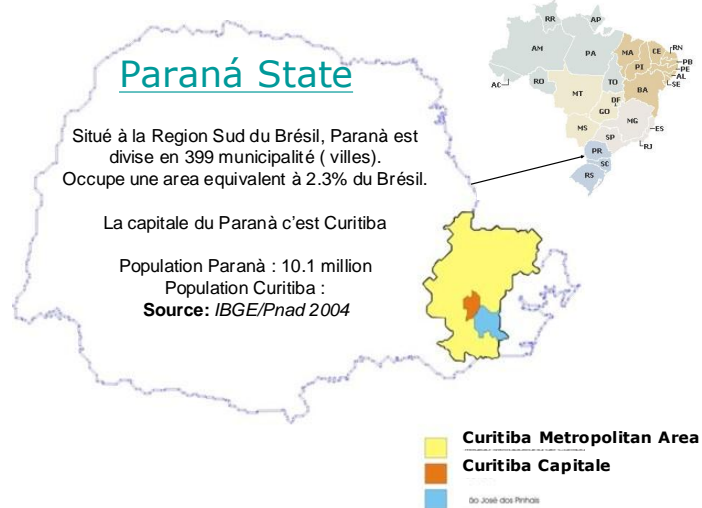 Paraná State
Situé à la Region Sud du Brésil, Paranà est
divise en 399 municipalité ( villes).
Occupe une area equivalent à 2.3% du Brésil.
La capitale du Paranà c'est Curitiba
Population Paranà : 10.1 million
Population Curitiba :
Source: IBGE/Pnad 2004
RR
AP
AM
PA
MA
CE
RN
PB
PE
AL
SE
PI
AC
RO
TO
BA
MT
DF
GO
MG
ES
MS
SP
RJ
PR
SC
RS
Curitiba Metropolitan Area
Curitiba Capitale
ão José dos Pinhais